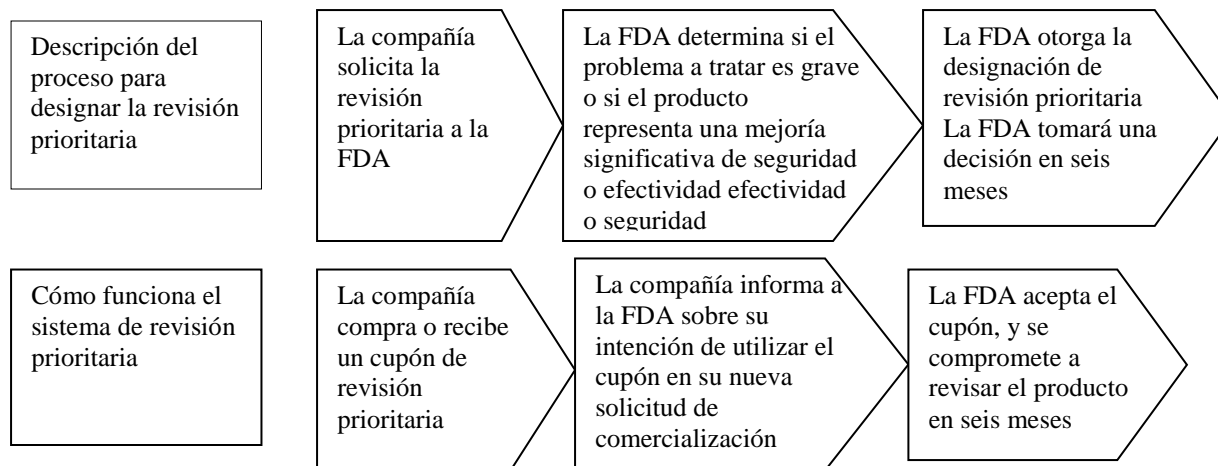 Descripción del
proceso para
designar la revisión
prioritaria
La compañía
solicita la
revisión
prioritaria a la
FDA
La FDA determina si el
problema a tratar es grave
o si el producto
representa una mejoría
significativa de seguridad
o efectividad efectividad
o seguridad
La FDA otorga la
designación de
revisión prioritaria
La FDA tomará una
decisión en seis
meses
Cómo funciona el
sistema de revisión
prioritaria
La compañía
compra o recibe
un cupón de
revisión
prioritaria
La compañía informa a
la FDA sobre su
intención de utilizar el
cupón en su nueva
solicitud de
comercialización
La FDA acepta el
cupón, y se
compromete a
revisar el producto
en seis meses